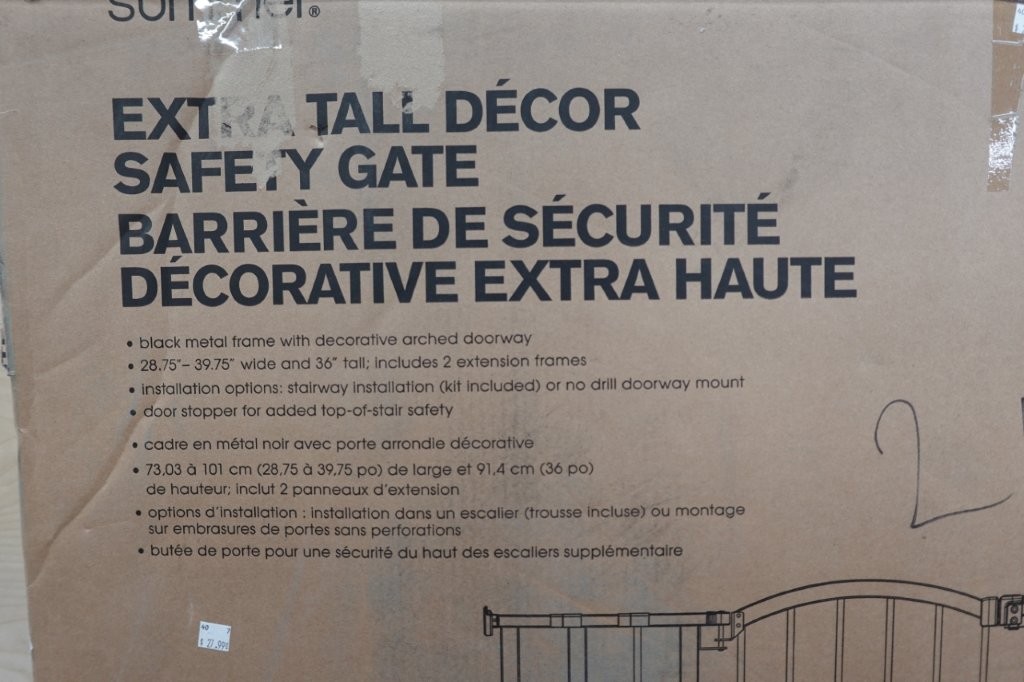 summer®
EXTRA TALL DÉCOR
SAFETY GATE
BARRIÈRE DE SÉCURITÉ
DÉCORATIVE EXTRA HAUTE
• black metal frame with decorative arched doorway
• 28.75"– 39.75" wide and 36" tall; includes 2 extension frames
• installation options: stairway installation (kit included) or no drill doorway mount
• door stopper for added top-of-stair safety
• cadre en métal noir avec porte arrondie décorative
• 73,03 à 101 cm (28,75 à 39,75 po) de large et 91,4 cm (36 po)
de hauteur; inclut 2 panneaux d'extension
• options d'installation : installation dans un escalier (trousse incluse) ou montage
sur embrasures de portes sans perforations
• butée de porte pour une sécurité du haut des escaliers supplémentaire
2
40 7